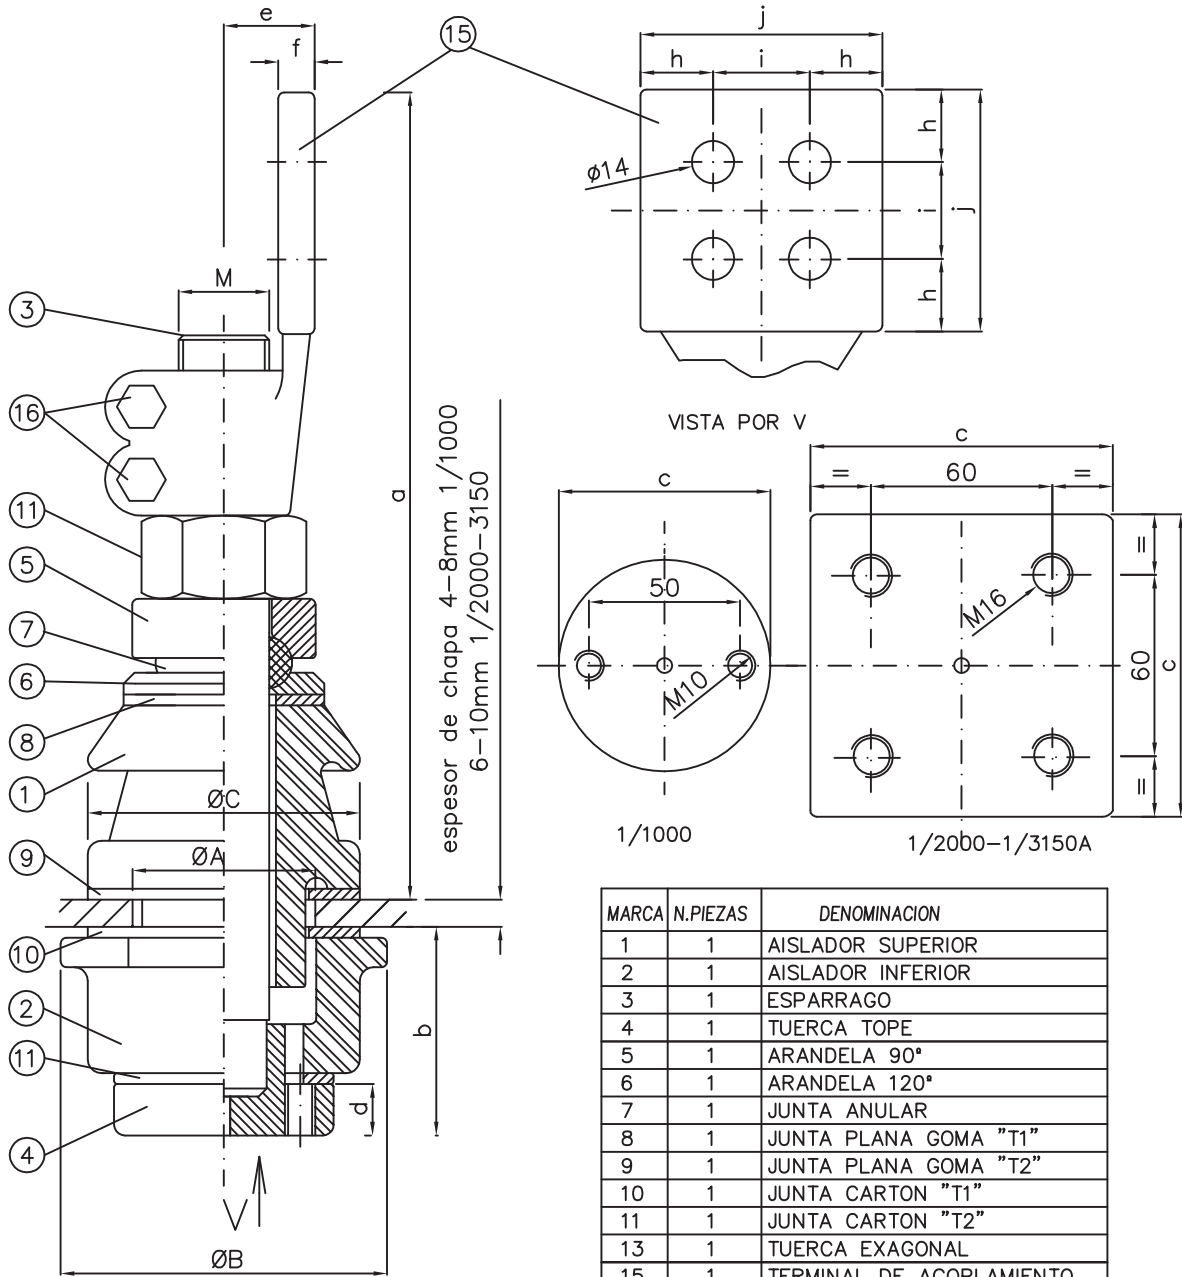 e
f
15
j
h i h
h
ø14
i
j
h
M
3
16
11
5
7
6
8
1
9
10
2
11
4
a
espesor de chapa 4-8mm 1/1000
6-10mm 1/2000-3150
VISTA POR V
c
50
M10
1/1000
c
= 60 =
=
M16
60
c
=
1/2000-1/3150A
ØC
ØA
b
d
V
ØB
MARCA N.PIEZAS DENOMINACION
1 1 AISLADOR SUPERIOR
2 1 AISLADOR INFERIOR
3 1 ESPARRAGO
4 1 TUERCA TOPE
5 1 ARANDELA 90°
6 1 ARANDELA 120°
7 1 JUNTA ANULAR
8 1 JUNTA PLANA GOMA "T1"
9 1 JUNTA PLANA GOMA "T2"
10 1 JUNTA CARTON "T1"
11 1 JUNTA CARTON "T2"
13 1 TUERCA EXAGONAL
15 1 TERMINAL DE ACOPLAMIENTO